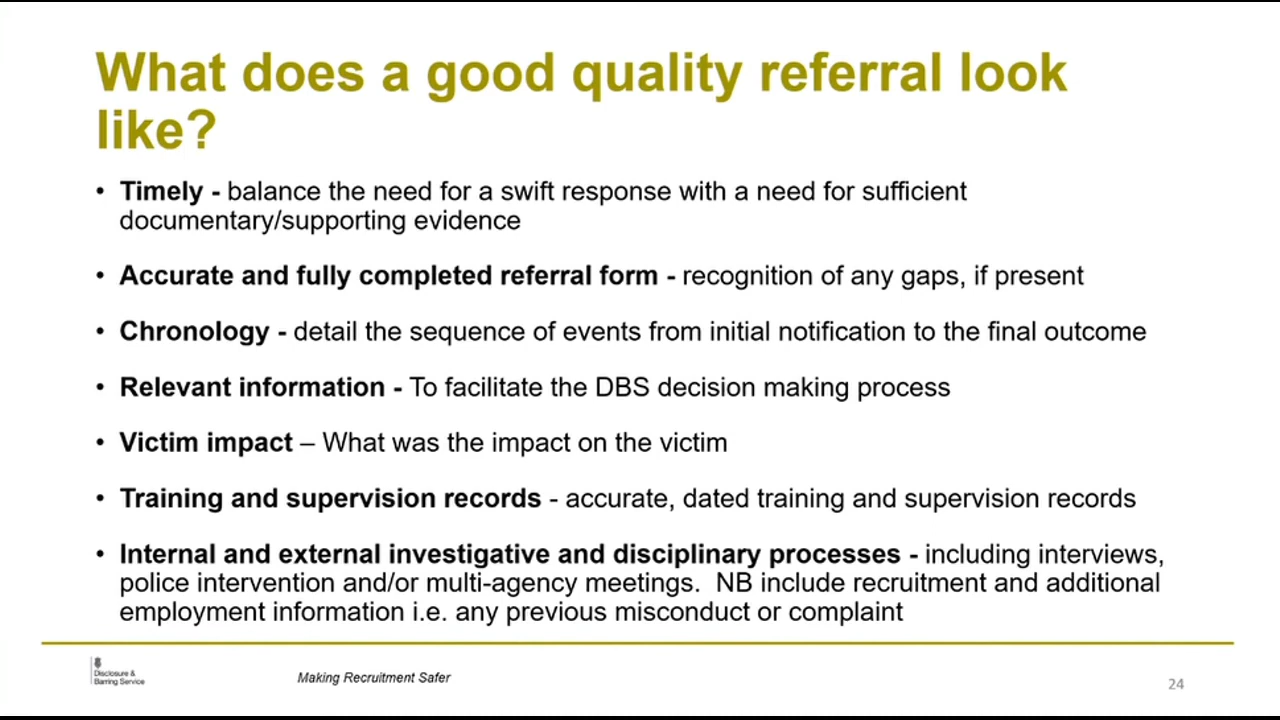 What does a good quality referral look
like?
• Timely - balance the need for a swift response with a need for sufficient
documentary/supporting evidence
• Accurate and fully completed referral form - recognition of any gaps, if present
• Chronology - detail the sequence of events from initial notification to the final outcome
• Relevant information - To facilitate the DBS decision making process
• Victim impact – What was the impact on the victim
• Training and supervision records - accurate, dated training and supervision records
• Internal and external investigative and disciplinary processes - including interviews,
police intervention and/or multi-agency meetings.  NB include recruitment and additional
employment information i.e. any previous misconduct or complaint
Disclosure &
Barring Service
Making Recruitment Safer
24